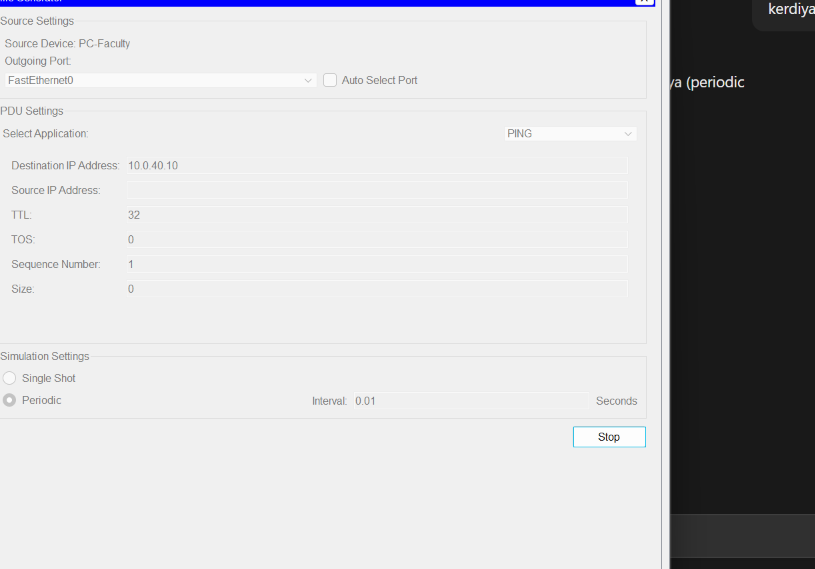 kerdiya
Source Settings
Source Device: PC-Faculty
Outgoing Port:
FastEthernet0
Auto Select Port
(periodic
PDU Settings
Select Application:
PING
Destination IP Address: 10.0.40.10
Source IP Address:
TTL: 32
TOS: 0
Sequence Number: 1
Size: 0
Simulation Settings
Single Shot
Periodic
Interval: 0.01 Seconds
Stop